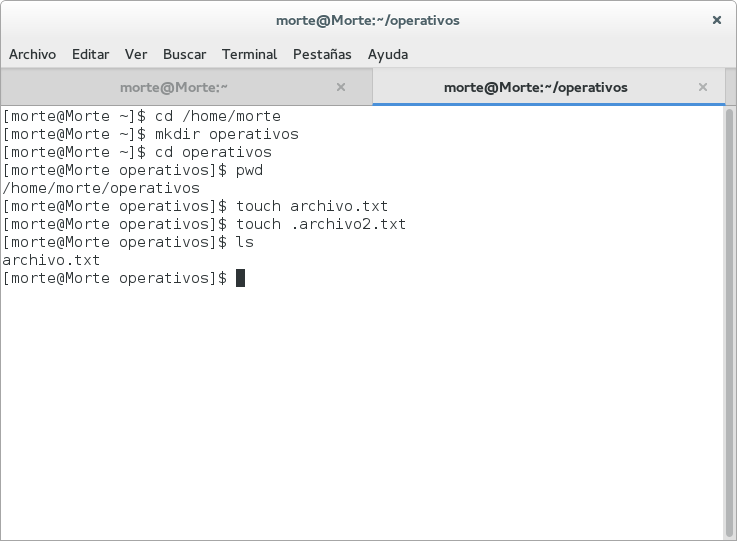 morte@Morte:~/operativos
Archivo Editar Ver Buscar Terminal Pestañas Ayuda
morte@Morte:~ morte@Morte:~/operativos
[morte@Morte ~]$ cd /home/morte
[morte@Morte ~]$ mkdir operativos
[morte@Morte ~]$ cd operativos
[morte@Morte operativos]$ pwd
/home/morte/operativos
[morte@Morte operativos]$ touch archivo.txt
[morte@Morte operativos]$ touch .archivo2.txt
[morte@Morte operativos]$ ls
archivo.txt
[morte@Morte operativos]$